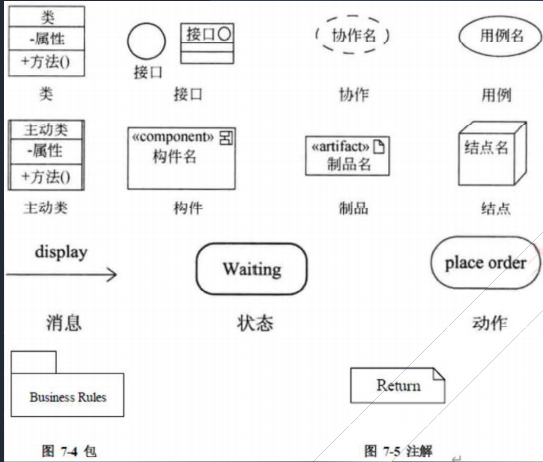 类
-属性
+方法()
类
接口
接口
接口
协作名
协作
用例名
用例
主动类
-属性
+方法()
主动类
«component»
构件名
构件
«artifact»
制品名
制品
结点名
结点
display
消息
Waiting
状态
place order
动作
Business Rules
图 7-4 包
Return
图 7-5 注解